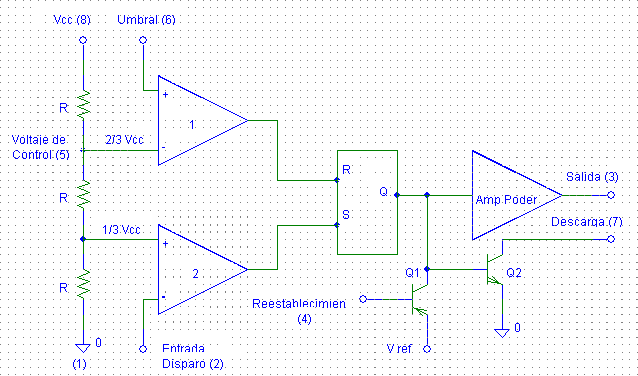 Vcc (8)
Umbral (6)
R
+
1
-
Voltaje de
Control (5)
2/3 Vcc
R
R
Q
S
Amp Poder
Salida (3)
Descarga (7)
1/3 Vcc
+
2
-
R
Q1
Q2
Reestablecimien
(4)
0
0
(1)
Entrada
Disparo (2)
V ref